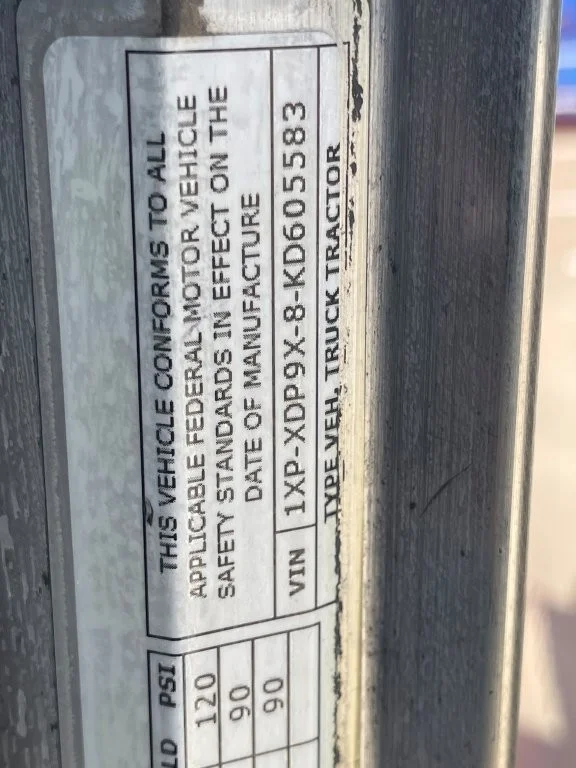 THIS VEHICLE CONFORMS TO ALL
APPLICABLE FEDERAL MOTOR VEHICLE
SAFETY STANDARDS IN EFFECT ON THE
DATE OF MANUFACTURE
VIN 1XP-XDP9X-8-KD605583
TYPE VEH. TRUCK TRACTOR
LD PSI
120
90
90